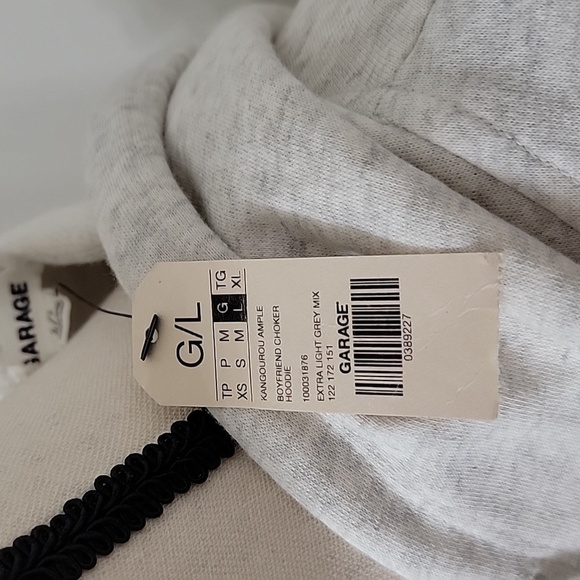 G/L
TP P M G TG
XS S M L XL
KANGOUROU AMPLE
BOYFRIEND CHOKER
HOODIE
100031876
EXTRA LIGHT GREY MIX
122 172 151
GARAGE
0389227
GARAGE